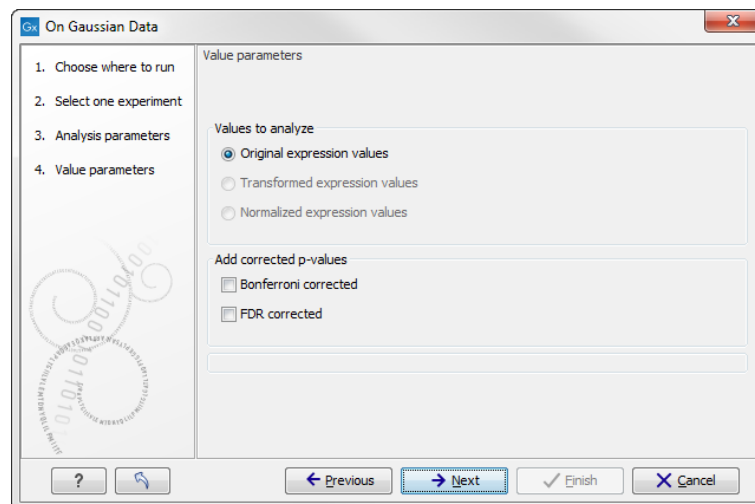 Gx On Gaussian Data
1. Choose where to run
2. Select one experiment
3. Analysis parameters
4. Value parameters
Value parameters
Values to analyze
Original expression values
Transformed expression values
Normalized expression values
Add corrected p-values
Bonferroni corrected
FDR corrected
?
Previous
Next
Finish
Cancel